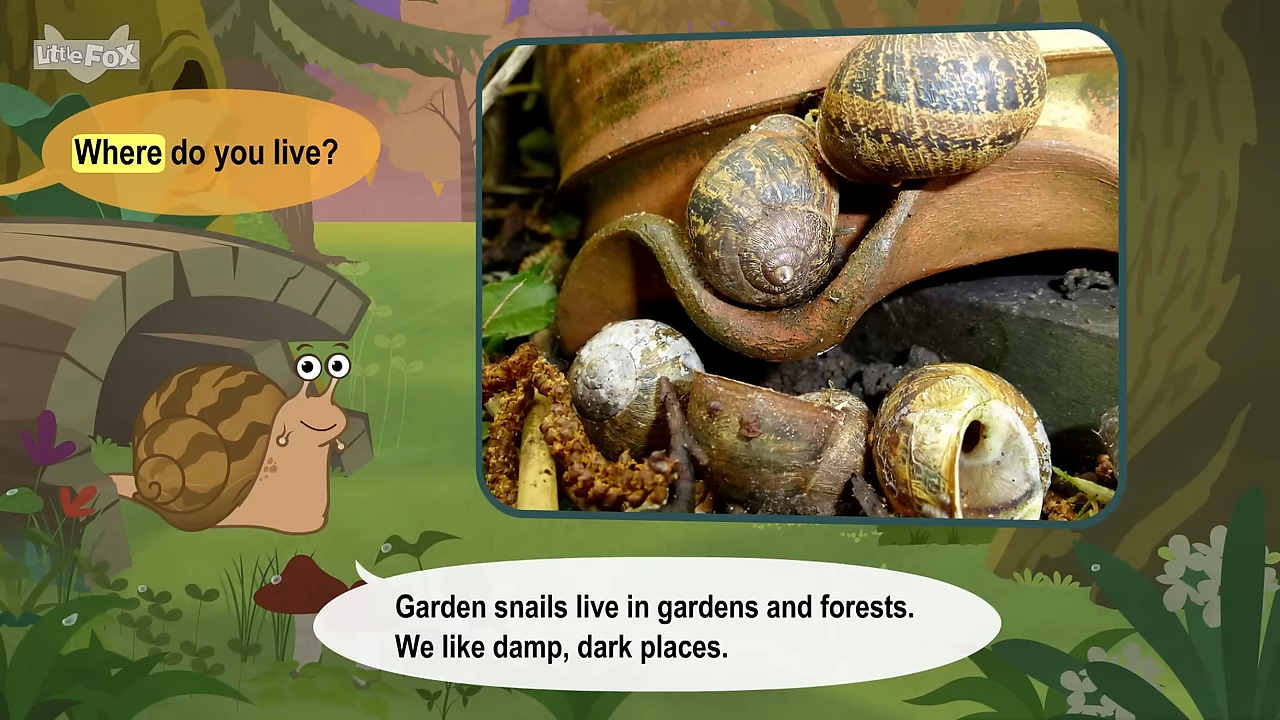 Little Fox
Where do you live?
Garden snails live in gardens and forests.
We like damp, dark places.